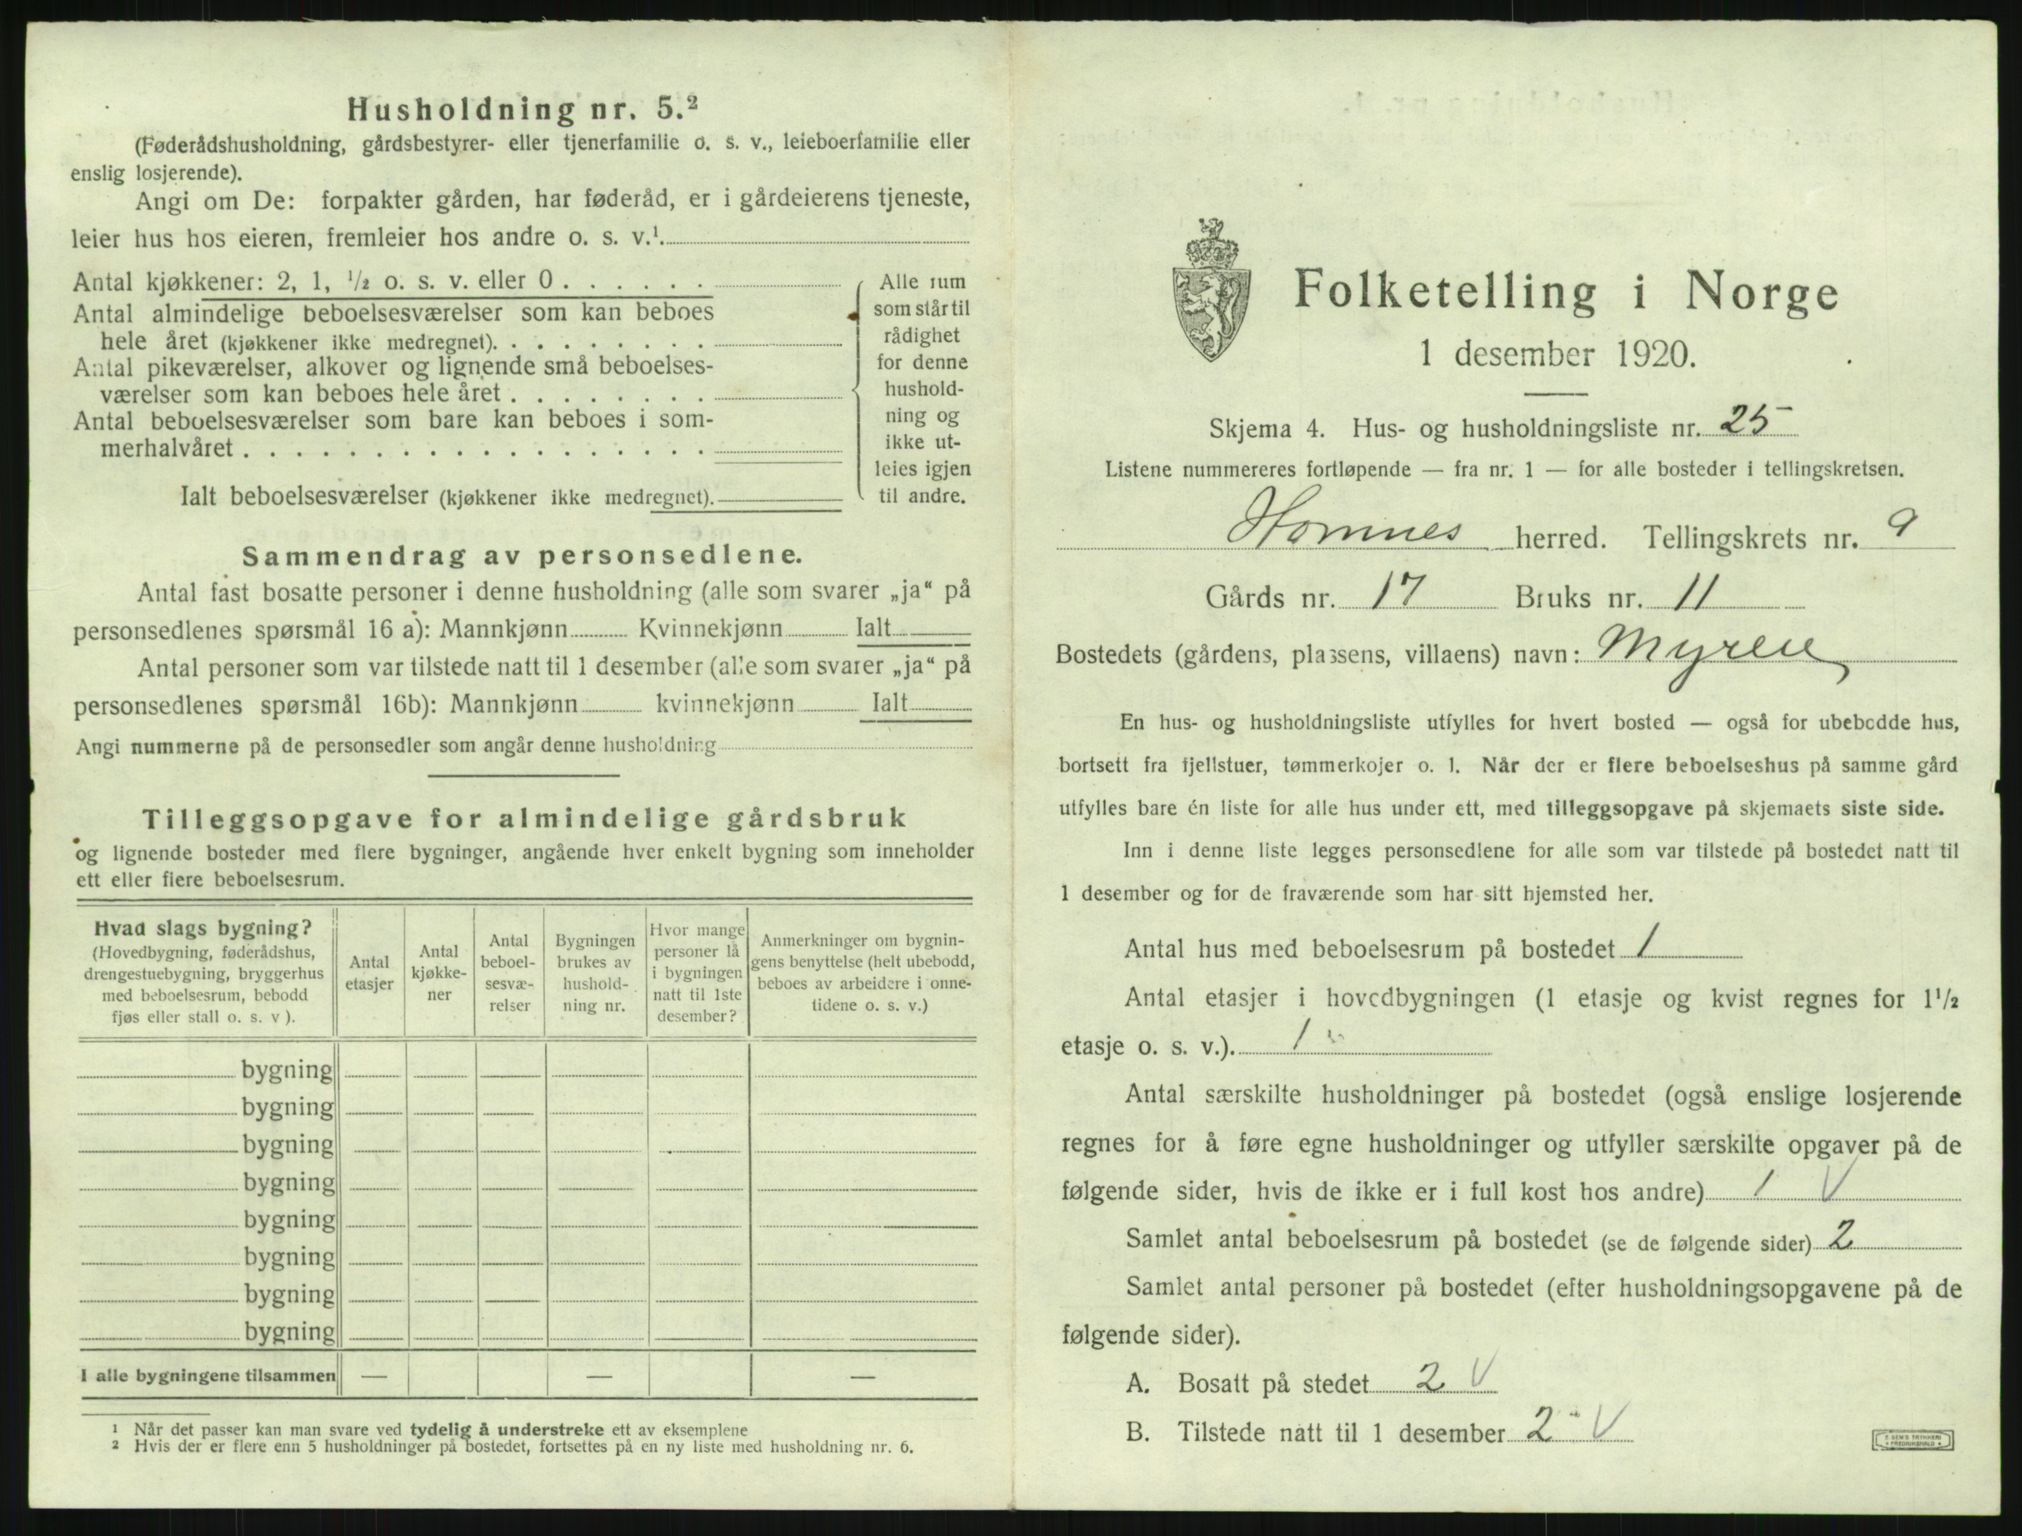 Husholdning nr. 5.²
(Føderådshusholdning, gårdsbestyrer- eller tjenerfamilie o. s. v., leieboerfamilie eller
enslig losjerende).
Angi om De: forpakter gården, har føderåd, er i gårdeierens tjeneste,
leier hus hos eieren, fremleier hos andre o. s. v.¹
Antal kjøkkener: 2, 1, ½ o. s. v. eller 0 . . . . . .
Antal almindelige beboelsesværelser som kan beboes
hele året (kjøkkener ikke medregnet). . . . . . . . .
Antal pikeværelser, alkover og lignende små beboelses-
værelser som kan beboes hele året . . . . . . . .
Antal beboelsesværelser som bare kan beboes i som-
merhalvåret . . . . . . . . . . . . . . . . . .
Ialt beboelsesværelser (kjøkkener ikke medregnet).
Alle rum
som står til
rådighet
for denne
hushold-
ning og
ikke ut-
leies igjen
til andre.
Sammendrag av personsedlene.
Antal fast bosatte personer i denne husholdning (alle som svarer „ja“ på
personsedlenes spørsmål 16 a): Mannkjønn Kvinnekjønn Ialt
Antal personer som var tilstede natt til 1 desember (alle som svarer „ja“ på
personsedlenes spørsmål 16b): Mannkjønn kvinnekjønn Ialt
Angi nummerne på de personsedler som angår denne husholdning
Tilleggsopgave for almindelige gårdsbruk
og lignende bosteder med flere bygninger, angående hver enkelt bygning som inneholder
ett eller flere beboelsesrum.
Hvad slags bygning?
(Hovedbygning, føderådshus,
drengestuebygning, bryggerhus
med beboelsesrum, bebodd
fjøs eller stall o. s. v ).
Antal
etasjer
Antal
kjøkke-
ner
Antal
beboel-
sesvæ-
relser
Bygningen
brukes av
hushold-
ning nr.
Hvor mange
personer lå
i bygningen
natt til 1ste
desember?
Anmerkninger om bygnin-
gens benyttelse (helt ubebodd,
beboes av arbeidere i onne-
tidene o. s. v.)
bygning
bygning
bygning
bygning
bygning
bygning
bygning
bygning
I alle bygningene tilsammen — — —
¹ Når det passer kan man svare ved tydelig å understreke ett av eksemplene
² Hvis der er flere enn 5 husholdninger på bostedet, fortsettes på en ny liste med husholdning nr. 6.
Folketelling i Norge
1 desember 1920.
Skjema 4. Hus- og husholdningsliste nr. 25
Listene nummereres fortløpende — fra nr. 1 — for alle bosteder i tellingskretsen.
Homnes herred. Tellingskrets nr. 9
Gårds nr. 17 Bruks nr. 11
Bostedets (gårdens, plassens, villaens) navn: Myren
En hus- og husholdningsliste utfylles for hvert bosted — også for ubebodde hus,
bortsett fra fjellstuer, tømmerkojer o. l. Når der er flere beboelseshus på samme gård
utfylles bare én liste for alle hus under ett, med tilleggsopgave på skjemaets siste side.
Inn i denne liste legges personsedlene for alle som var tilstede på bostedet natt til
1 desember og for de fraværende som har sitt hjemsted her.
Antal hus med beboelsesrum på bostedet 1
Antal etasjer i hovedbygningen (1 etasje og kvist regnes for 1½
etasje o. s. v.). 1
Antal særskilte husholdninger på bostedet (også enslige losjerende
regnes for å føre egne husholdninger og utfyller særskilte opgaver på de
følgende sider, hvis de ikke er i full kost hos andre) 1 V
Samlet antal beboelsesrum på bostedet (se de følgende sider) 2
Samlet antal personer på bostedet (efter husholdningsopgavene på de
følgende sider).
A. Bosatt på stedet 2 V
B. Tilstede natt til 1 desember 2 V